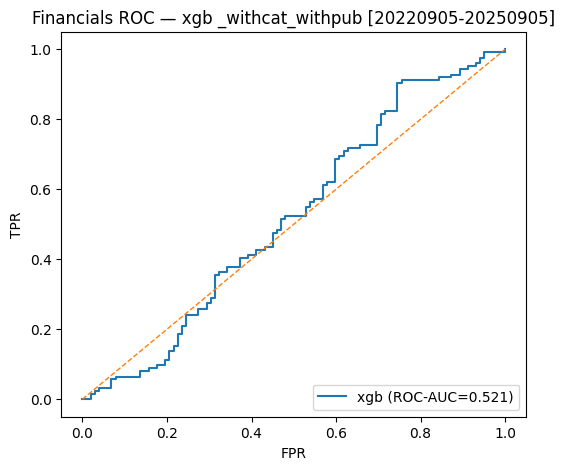 Financials ROC — xgb _withcat_withpub [20220905-20250905]
1.0
0.8
0.6
0.4
0.2
0.0
TPR
0.0 0.2 0.4 0.6 0.8 1.0
FPR
xgb (ROC-AUC=0.521)